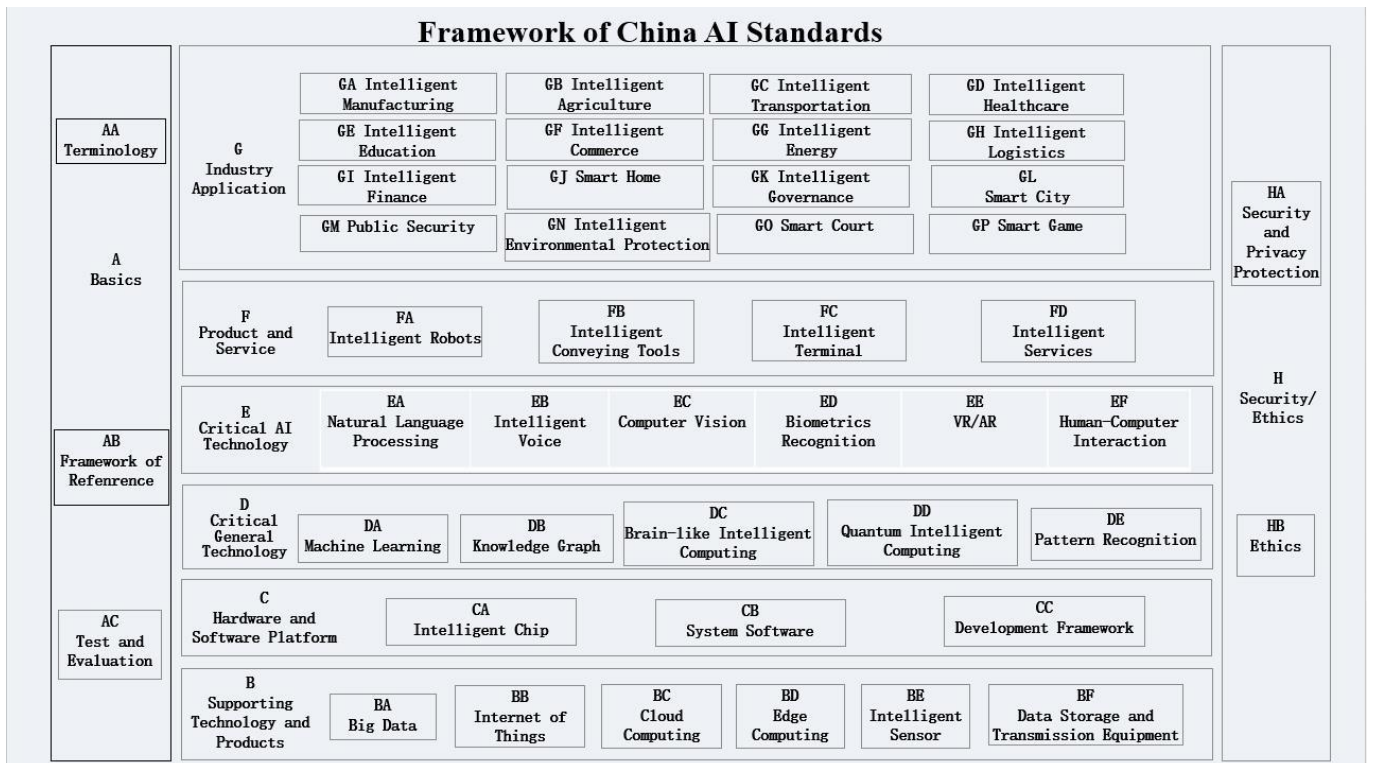 Framework of China AI Standards
AA
Terminology
A
Basics
AB
Framework of
Refenrence
AC
Test and
Evaluation
G
Industry
Application
GA Intelligent
Manufacturing
GB Intelligent
Agriculture
GC Intelligent
Transportation
GD Intelligent
Healthcare
GE Intelligent
Education
GF Intelligent
Commerce
GG Intelligent
Energy
GH Intelligent
Logistics
GI Intelligent
Finance
GJ Smart Home
GK Intelligent
Governance
GL
Smart City
GM Public Security
GN Intelligent
Environmental Protection
GO Smart Court
GP Smart Game
F
Product and
Service
FA
Intelligent Robots
FB
Intelligent
Conveying Tools
FC
Intelligent
Terminal
FD
Intelligent
Services
E
Critical AI
Technology
EA
Natural Language
Processing
EB
Intelligent
Voice
EC
Computer Vision
ED
Biometrics
Recognition
EE
VR/AR
EF
Human-Computer
Interaction
D
Critical
General
Technology
DA
Machine Learning
DB
Knowledge Graph
DC
Brain-like Intelligent
Computing
DD
Quantum Intelligent
Computing
DE
Pattern Recognition
C
Hardware and
Software Platform
CA
Intelligent Chip
CB
System Software
CC
Development Framework
B
Supporting
Technology and
Products
BA
Big Data
BB
Internet of
Things
BC
Cloud
Computing
BD
Edge
Computing
BE
Intelligent
Sensor
BF
Data Storage and
Transmission Equipment
HA
Security
and
Privacy
Protection
H
Security/
Ethics
HB
Ethics